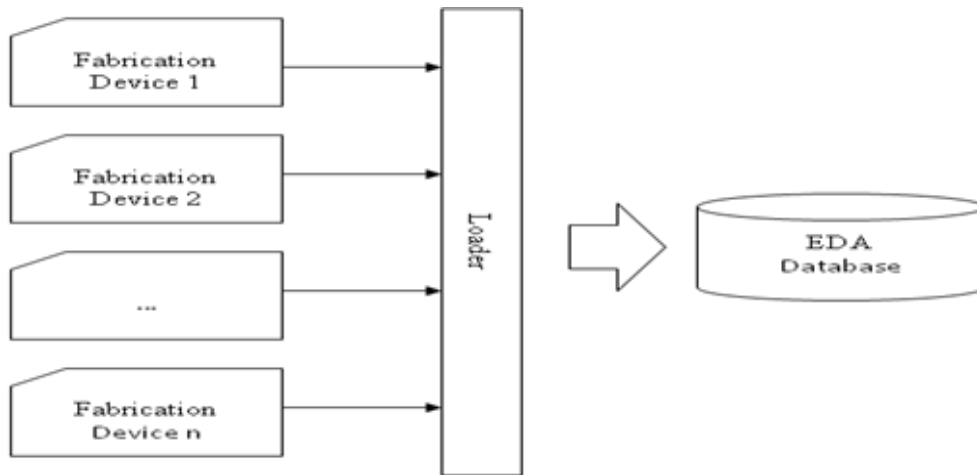 Fabrication
Device 1
Fabrication
Device 2
...
Fabrication
Device n
Loader
EDA
Database